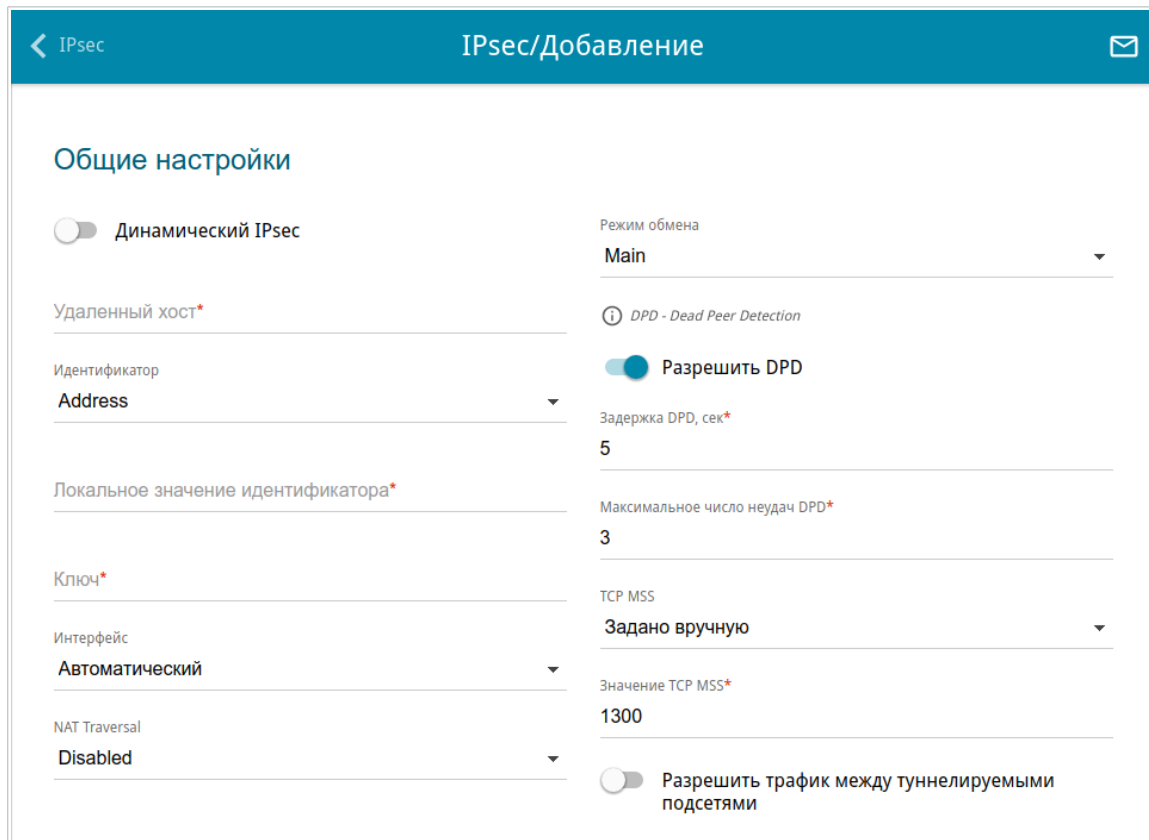 IPsec
IPsec/Добавление
Общие настройки
Динамический IPsec
Удаленный хост*
Идентификатор
Address
Локальное значение идентификатора*
Ключ*
Интерфейс
Автоматический
NAT Traversal
Disabled
Режим обмена
Main
DPD - Dead Peer Detection
Разрешить DPD
Задержка DPD, сек*
5
Максимальное число неудач DPD*
3
TCP MSS
Задано вручную
Значение TCP MSS*
1300
Разрешить трафик между туннелируемыми
подсетями